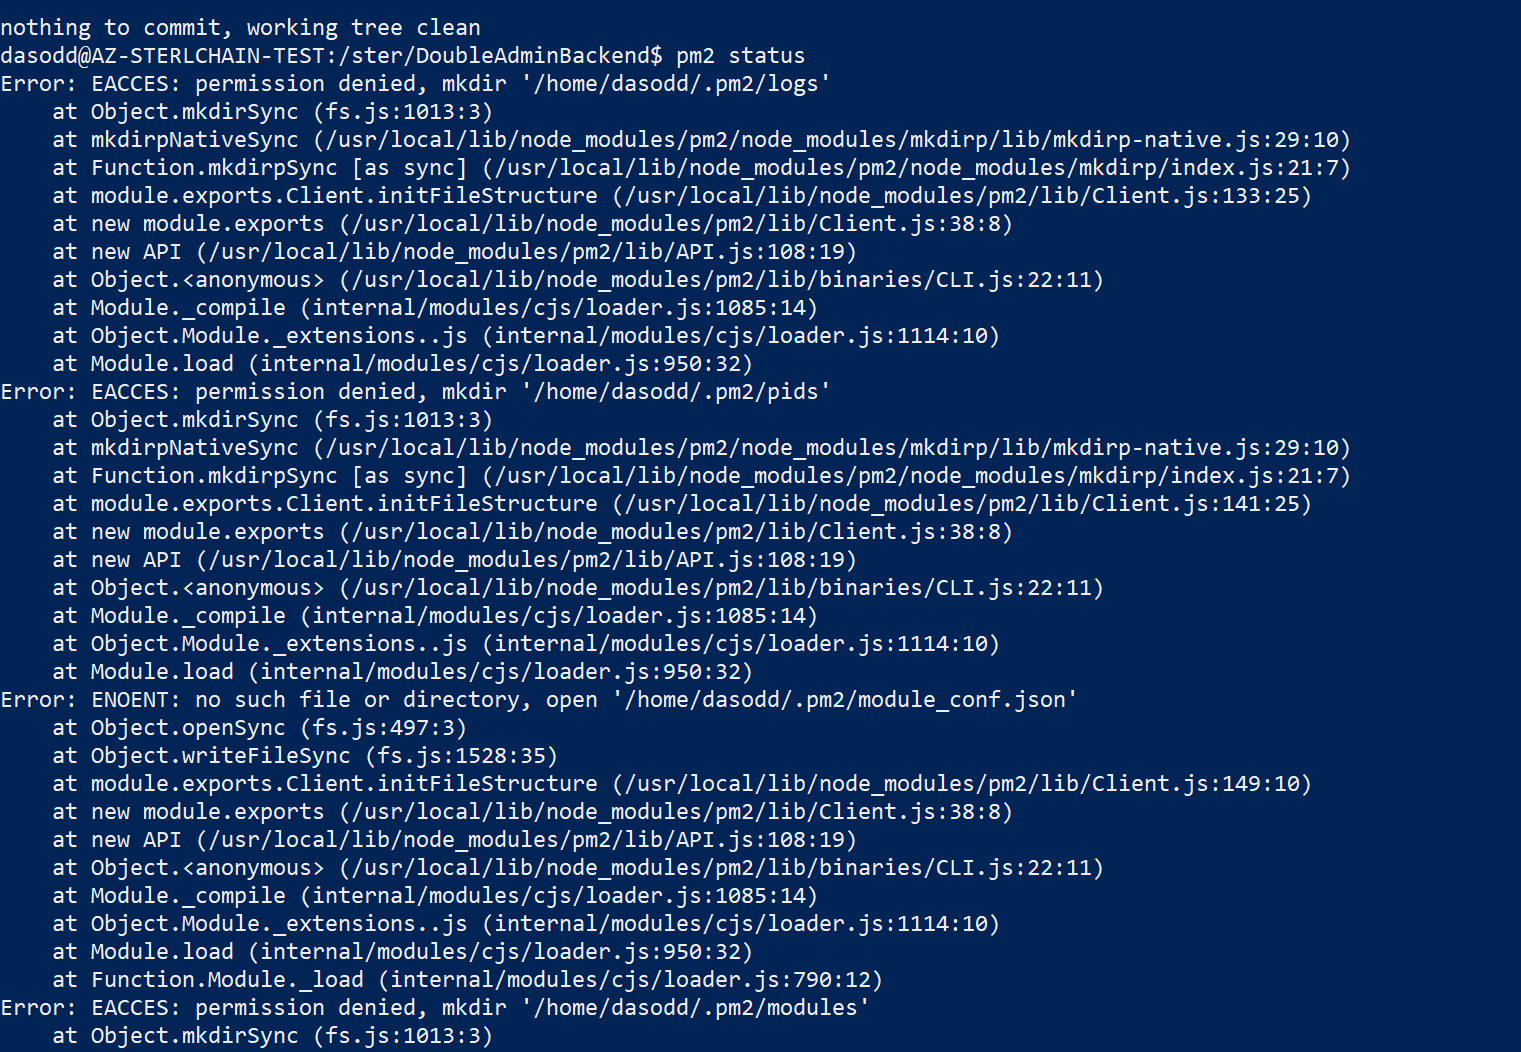 nothing to commit, working tree clean
dasodd@AZ-STERLCHAIN-TEST:/ster/DoubleAdminBackend$ pm2 status
Error: EACCES: permission denied, mkdir '/home/dasodd/.pm2/logs'
    at Object.mkdirSync (fs.js:1013:3)
    at mkdirpNativeSync (/usr/local/lib/node_modules/pm2/node_modules/mkdirp/lib/mkdirp-native.js:29:10)
    at Function.mkdirpSync [as sync] (/usr/local/lib/node_modules/pm2/node_modules/mkdirp/index.js:21:7)
    at module.exports.Client.initFileStructure (/usr/local/lib/node_modules/pm2/lib/Client.js:133:25)
    at new module.exports (/usr/local/lib/node_modules/pm2/lib/Client.js:38:8)
    at new API (/usr/local/lib/node_modules/pm2/lib/API.js:108:19)
    at Object.<anonymous> (/usr/local/lib/node_modules/pm2/lib/binaries/CLI.js:22:11)
    at Module._compile (internal/modules/cjs/loader.js:1085:14)
    at Object.Module._extensions..js (internal/modules/cjs/loader.js:1114:10)
    at Module.load (internal/modules/cjs/loader.js:950:32)
Error: EACCES: permission denied, mkdir '/home/dasodd/.pm2/pids'
    at Object.mkdirSync (fs.js:1013:3)
    at mkdirpNativeSync (/usr/local/lib/node_modules/pm2/node_modules/mkdirp/lib/mkdirp-native.js:29:10)
    at Function.mkdirpSync [as sync] (/usr/local/lib/node_modules/pm2/node_modules/mkdirp/index.js:21:7)
    at module.exports.Client.initFileStructure (/usr/local/lib/node_modules/pm2/lib/Client.js:141:25)
    at new module.exports (/usr/local/lib/node_modules/pm2/lib/Client.js:38:8)
    at new API (/usr/local/lib/node_modules/pm2/lib/API.js:108:19)
    at Object.<anonymous> (/usr/local/lib/node_modules/pm2/lib/binaries/CLI.js:22:11)
    at Module._compile (internal/modules/cjs/loader.js:1085:14)
    at Object.Module._extensions..js (internal/modules/cjs/loader.js:1114:10)
    at Module.load (internal/modules/cjs/loader.js:950:32)
Error: ENOENT: no such file or directory, open '/home/dasodd/.pm2/module_conf.json'
    at Object.openSync (fs.js:497:3)
    at Object.writeFileSync (fs.js:1528:35)
    at module.exports.Client.initFileStructure (/usr/local/lib/node_modules/pm2/lib/Client.js:149:10)
    at new module.exports (/usr/local/lib/node_modules/pm2/lib/Client.js:38:8)
    at new API (/usr/local/lib/node_modules/pm2/lib/API.js:108:19)
    at Object.<anonymous> (/usr/local/lib/node_modules/pm2/lib/binaries/CLI.js:22:11)
    at Module._compile (internal/modules/cjs/loader.js:1085:14)
    at Object.Module._extensions..js (internal/modules/cjs/loader.js:1114:10)
    at Module.load (internal/modules/cjs/loader.js:950:32)
    at Function.Module._load (internal/modules/cjs/loader.js:790:12)
Error: EACCES: permission denied, mkdir '/home/dasodd/.pm2/modules'
    at Object.mkdirSync (fs.js:1013:3)